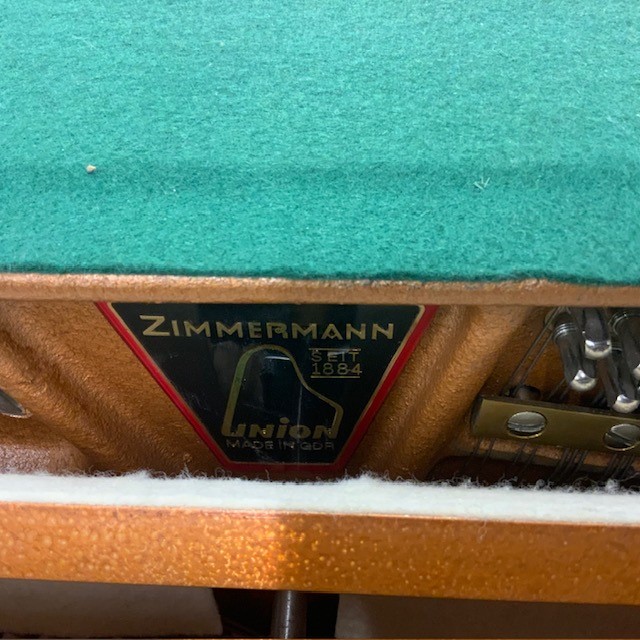 ZIMMERMANN
SEIT
1884
UNION
MADE IN GDR